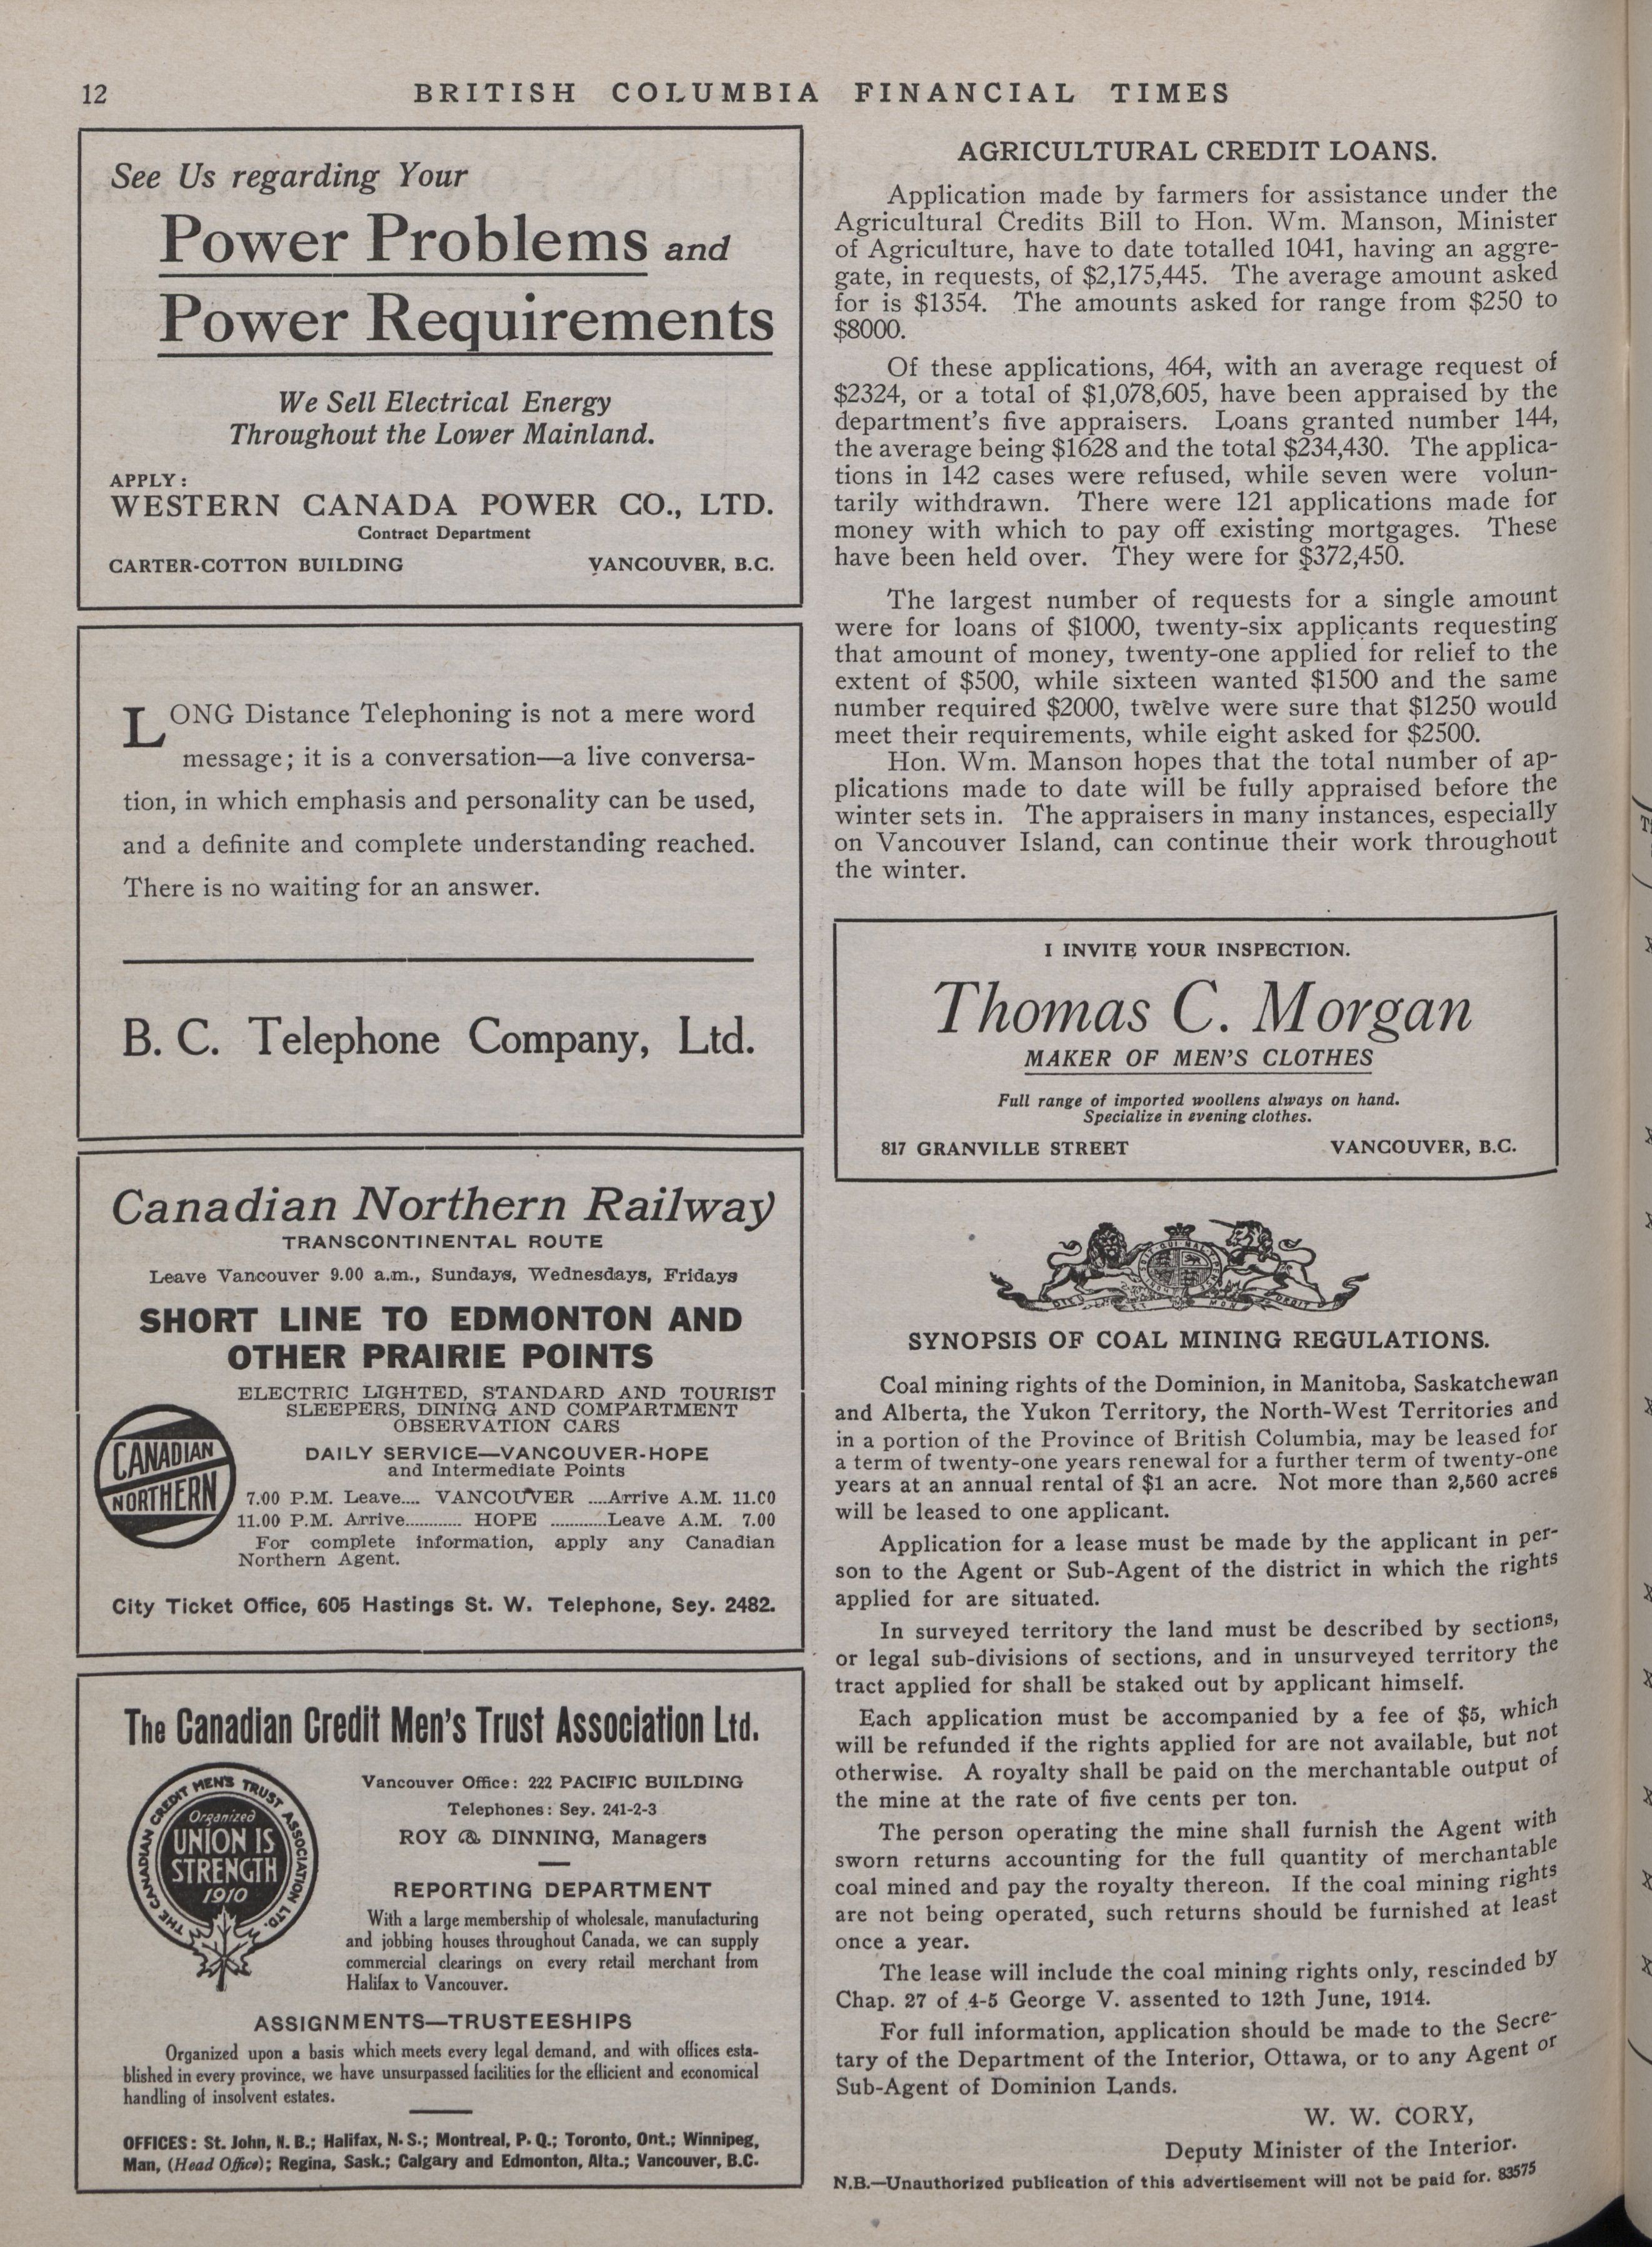 12 BRITISH COLUMBIA FINANCIAL TIMES
See Us regarding Your
Power Problems and
Power Requirements
We Sell Electrical Energy
Throughout the Lower Mainland.
APPLY:
WESTERN CANADA POWER CO., LTD.
Contract Department
CARTER-COTTON BUILDING VANCOUVER, B.C.
LONG Distance Telephoning is not a mere word
message; it is a conversation—a live conversa-
tion, in which emphasis and personality can be used,
and a definite and complete understanding reached.
There is no waiting for an answer.
B. C. Telephone Company, Ltd.
Canadian Northern Railway
TRANSCONTINENTAL ROUTE
Leave Vancouver 9.00 a.m., Sundays, Wednesdays, Fridays
SHORT LINE TO EDMONTON AND
OTHER PRAIRIE POINTS
ELECTRIC LIGHTED, STANDARD AND TOURIST
SLEEPERS, DINING AND COMPARTMENT
OBSERVATION CARS
CANADIAN
NORTHERN
DAILY SERVICE—VANCOUVER-HOPE
and Intermediate Points
7.00 P.M. Leave.... VANCOUVER ....Arrive A.M. 11.00
11.00 P.M. Arrive........... HOPE ...........Leave A.M. 7.00
For complete information, apply any Canadian
Northern Agent.
City Ticket Office, 605 Hastings St. W. Telephone, Sey. 2482.
The Canadian Credit Men's Trust Association Ltd.
THE CANADIAN CREDIT MEN'S TRUST ASSOCIATION LTD.
Organized
UNION IS
STRENGTH
1910
Vancouver Office: 222 PACIFIC BUILDING
Telephones: Sey. 241-2-3
ROY & DINNING, Managers
REPORTING DEPARTMENT
With a large membership of wholesale, manufacturing
and jobbing houses throughout Canada, we can supply
commercial clearings on every retail merchant from
Halifax to Vancouver.
ASSIGNMENTS—TRUSTEESHIPS
Organized upon a basis which meets every legal demand, and with offices esta-
blished in every province, we have unsurpassed facilities for the efficient and economical
handling of insolvent estates.
OFFICES: St. John, N. B.; Halifax, N. S.; Montreal, P. Q.; Toronto, Ont.; Winnipeg,
Man, (Head Office); Regina, Sask.; Calgary and Edmonton, Alta.; Vancouver, B.C.
AGRICULTURAL CREDIT LOANS.
Application made by farmers for assistance under the
Agricultural Credits Bill to Hon. Wm. Manson, Minister
of Agriculture, have to date totalled 1041, having an aggre-
gate, in requests, of $2,175,445. The average amount asked
for is $1354. The amounts asked for range from $250 to
$8000.
Of these applications, 464, with an average request of
$2324, or a total of $1,078,605, have been appraised by the
department's five appraisers. Loans granted number 144,
the average being $1628 and the total $234,430. The applica-
tions in 142 cases were refused, while seven were volun-
tarily withdrawn. There were 121 applications made for
money with which to pay off existing mortgages. These
have been held over. They were for $372,450.
The largest number of requests for a single amount
were for loans of $1000, twenty-six applicants requesting
that amount of money, twenty-one applied for relief to the
extent of $500, while sixteen wanted $1500 and the same
number required $2000, twelve were sure that $1250 would
meet their requirements, while eight asked for $2500.
Hon. Wm. Manson hopes that the total number of ap-
plications made to date will be fully appraised before the
winter sets in. The appraisers in many instances, especially
on Vancouver Island, can continue their work throughout
the winter.
I INVITE YOUR INSPECTION.
Thomas C. Morgan
MAKER OF MEN'S CLOTHES
Full range of imported woollens always on hand.
Specialize in evening clothes.
817 GRANVILLE STREET VANCOUVER, B.C.
SYNOPSIS OF COAL MINING REGULATIONS.
Coal mining rights of the Dominion, in Manitoba, Saskatchewan
and Alberta, the Yukon Territory, the North-West Territories and
in a portion of the Province of British Columbia, may be leased for
a term of twenty-one years renewal for a further term of twenty-one
years at an annual rental of $1 an acre. Not more than 2,560 acres
will be leased to one applicant.
Application for a lease must be made by the applicant in per-
son to the Agent or Sub-Agent of the district in which the rights
applied for are situated.
In surveyed territory the land must be described by sections,
or legal sub-divisions of sections, and in unsurveyed territory the
tract applied for shall be staked out by applicant himself.
Each application must be accompanied by a fee of $5, which
will be refunded if the rights applied for are not available, but not
otherwise. A royalty shall be paid on the merchantable output of
the mine at the rate of five cents per ton.
The person operating the mine shall furnish the Agent with
sworn returns accounting for the full quantity of merchantable
coal mined and pay the royalty thereon. If the coal mining rights
are not being operated, such returns should be furnished at least
once a year.
The lease will include the coal mining rights only, rescinded by
Chap. 27 of 4-5 George V. assented to 12th June, 1914.
For full information, application should be made to the Secre-
tary of the Department of the Interior, Ottawa, or to any Agent or
Sub-Agent of Dominion Lands.
W. W. CORY,
Deputy Minister of the Interior.
N.B.—Unauthorized publication of this advertisement will not be paid for. 83575